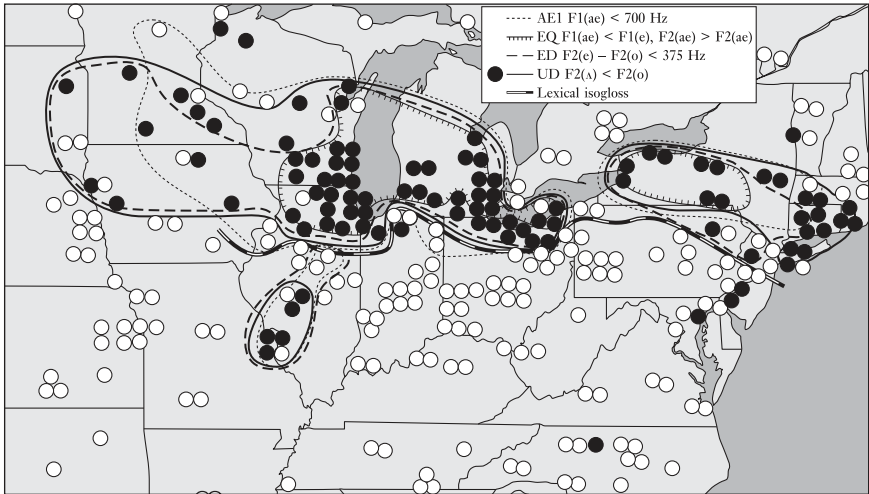 AE1 F1(ae) < 700 Hz
EQ F1(ae) < F1(e), F2(ae) > F2(ae)
ED F2(e) – F2(o) < 375 Hz
UD F2(ʌ) < F2(o)
Lexical isogloss